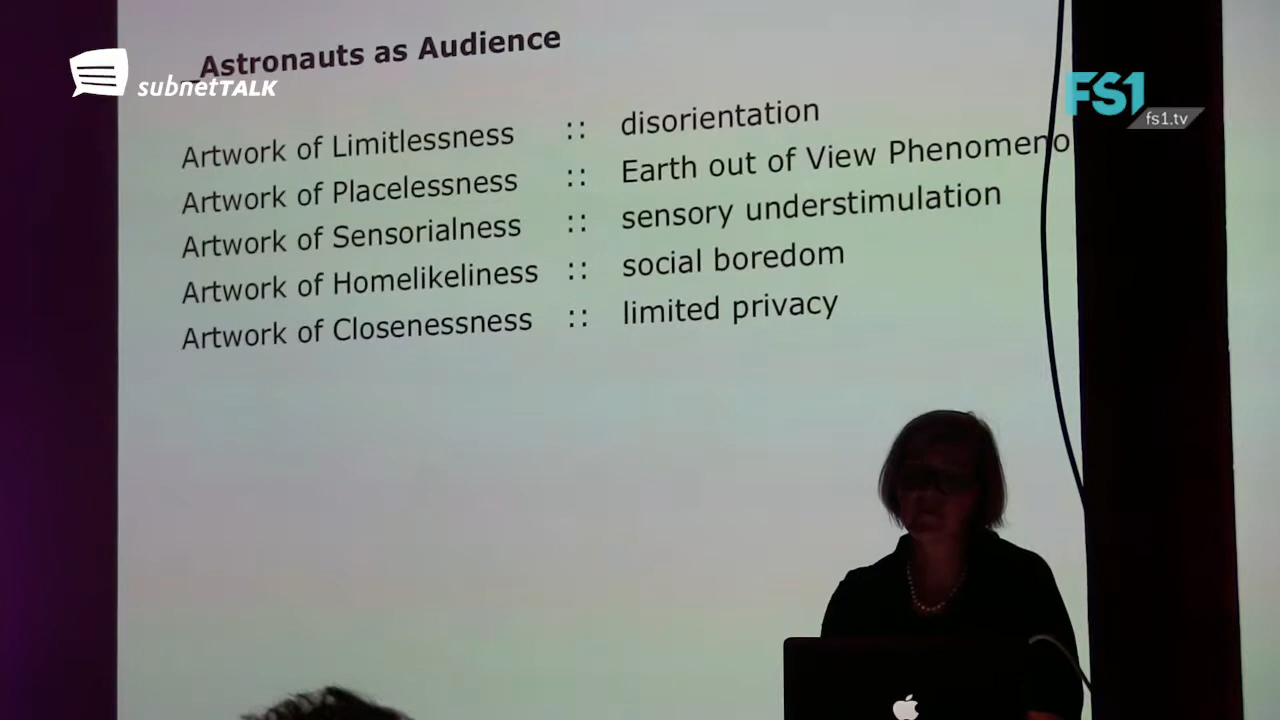 _Astronauts as Audience
subnetTALK
FS1
fs1.tv
Artwork of Limitlessness :: disorientation
Artwork of Placelessness :: Earth out of View Phenomeno
Artwork of Sensorialness :: sensory understimulation
Artwork of Homelikeliness :: social boredom
Artwork of Closenessness :: limited privacy